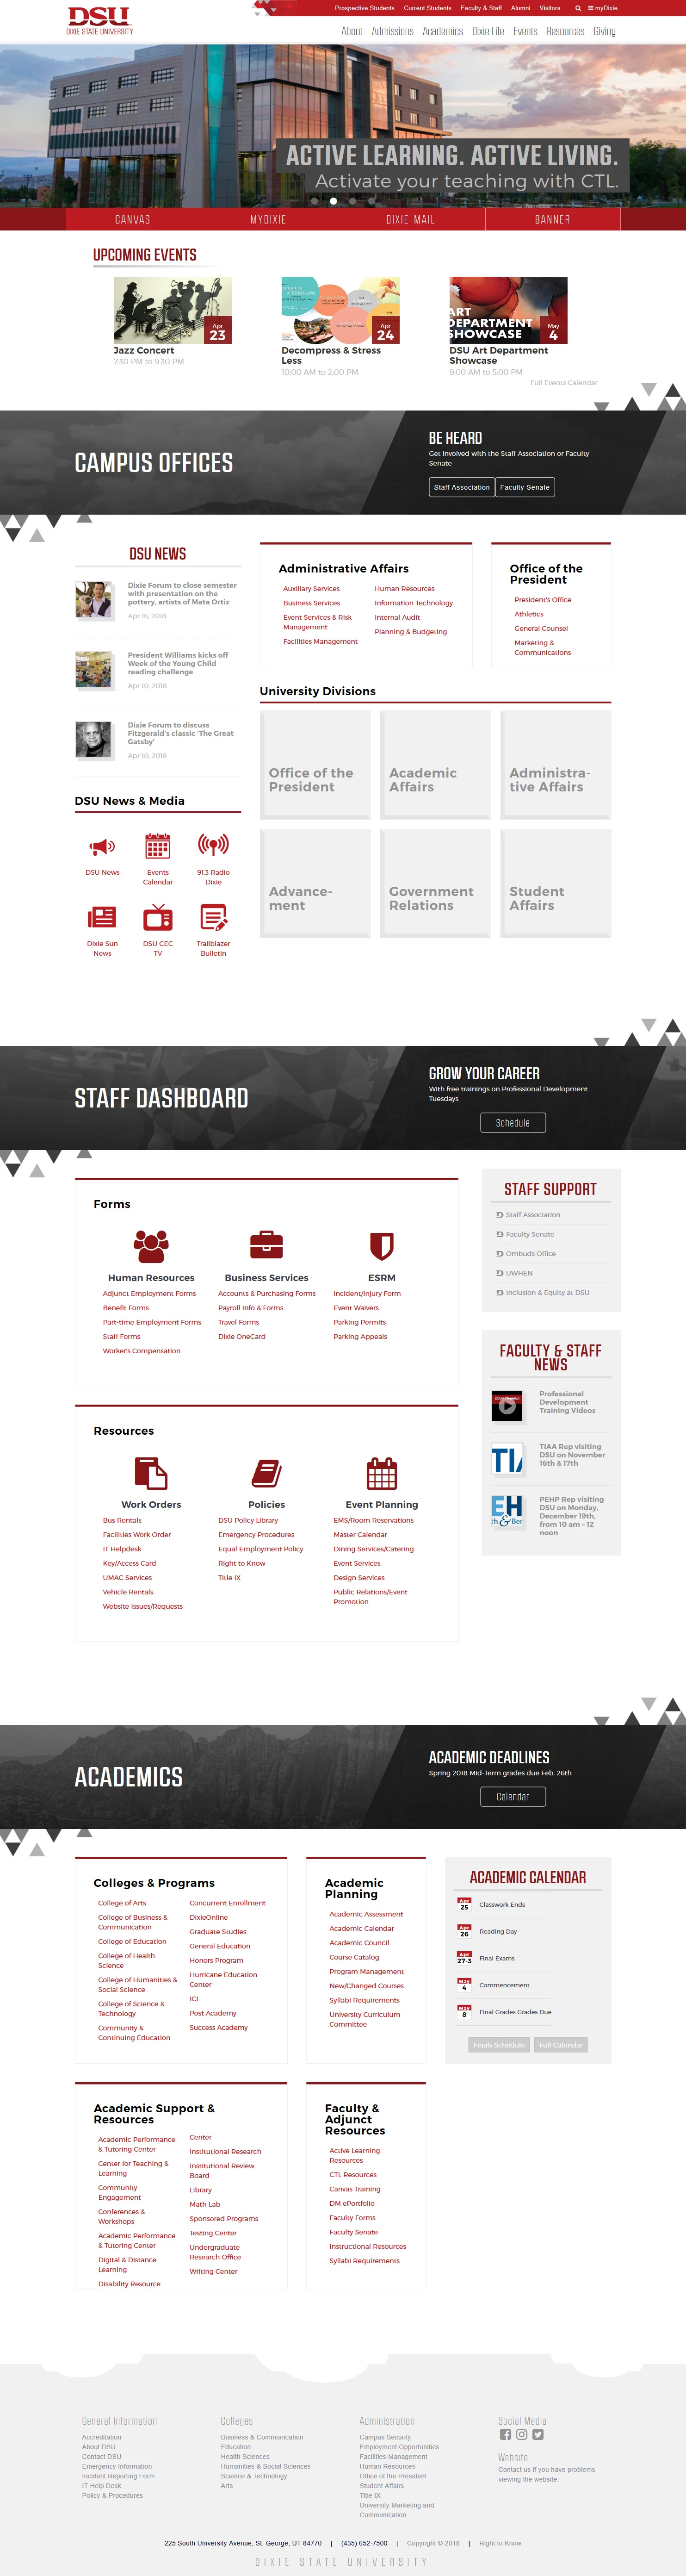 DSU
DIXIE STATE UNIVERSITY
Prospective Students Current Students Faculty & Staff Alumni Visitors myDixie
About Admissions Academics Dixie Life Events Resources Giving
ACTIVE LEARNING. ACTIVE LIVING.
Activate your teaching with CTL.
CANVAS MYDIXIE DIXIE-MAIL BANNER
UPCOMING EVENTS
Apr
23
Jazz Concert
7:30 PM to 9:30 PM
Apr
24
Decompress & Stress
Less
10:00 AM to 2:00 PM
ART
DEPARTMENT
SHOWCASE
May
4
DSU Art Department
Showcase
9:00 AM to 5:00 PM
Full Events Calendar
CAMPUS OFFICES
BE HEARD
Get involved with the Staff Association or Faculty
Senate
Staff Association Faculty Senate
DSU NEWS
Dixie Forum to close semester
with presentation on the
pottery, artists of Mata Ortiz
Apr 16, 2018
President Williams kicks off
Week of the Young Child
reading challenge
Apr 10, 2018
Dixie Forum to discuss
Fitzgerald's classic 'The Great
Gatsby'
Apr 10, 2018
DSU News & Media
DSU News
Events
Calendar
91.3 Radio
Dixie
Dixie Sun
News
DSU CEC
TV
Trailblazer
Bulletin
Administrative Affairs
Auxiliary Services
Business Services
Event Services & Risk
Management
Facilities Management
Human Resources
Information Technology
Internal Audit
Planning & Budgeting
Office of the
President
President's Office
Athletics
General Counsel
Marketing &
Communications
University Divisions
Office of the
President
Academic
Affairs
Administra-
tive Affairs
Advance-
ment
Government
Relations
Student
Affairs
STAFF DASHBOARD
GROW YOUR CAREER
With free trainings on Professional Development
Tuesdays
Schedule
Forms
Human Resources
Adjunct Employment Forms
Benefit Forms
Part-time Employment Forms
Staff Forms
Worker's Compensation
Business Services
Accounts & Purchasing Forms
Payroll Info & Forms
Travel Forms
Dixie OneCard
ESRM
Incident/Injury Form
Event Waivers
Parking Permits
Parking Appeals
Resources
Work Orders
Bus Rentals
Facilities Work Order
IT Helpdesk
Key/Access Card
UMAC Services
Vehicle Rentals
Website Issues/Requests
Policies
DSU Policy Library
Emergency Procedures
Equal Employment Policy
Right to Know
Title IX
Event Planning
EMS/Room Reservations
Master Calendar
Dining Services/Catering
Event Services
Design Services
Public Relations/Event
Promotion
STAFF SUPPORT
Staff Association
Faculty Senate
Ombuds Office
UWHEN
Inclusion & Equity at DSU
FACULTY & STAFF
NEWS
Professional
Development
Training Videos
TIAA Rep visiting
DSU on November
16th & 17th
PEHP Rep visiting
DSU on Monday,
December 19th,
from 10 am – 12
noon
ACADEMICS
ACADEMIC DEADLINES
Spring 2018 Mid-Term grades due Feb. 26th
Calendar
Colleges & Programs
College of Arts
College of Business &
Communication
College of Education
College of Health
Science
College of Humanities &
Social Science
College of Science &
Technology
Community &
Continuing Education
Concurrent Enrollment
DixieOnline
Graduate Studies
General Education
Honors Program
Hurricane Education
Center
ICL
Post Academy
Success Academy
Academic
Planning
Academic Assessment
Academic Calendar
Academic Council
Course Catalog
Program Management
New/Changed Courses
Syllabi Requirements
University Curriculum
Committee
ACADEMIC CALENDAR
Apr
25 Classwork Ends
Apr
26 Reading Day
Apr
27-3 Final Exams
May
4 Commencement
May
8 Final Grades Grades Due
Finals Schedule Full Calendar
Academic Support &
Resources
Academic Performance
& Tutoring Center
Center for Teaching &
Learning
Community
Engagement
Conferences &
Workshops
Academic Performance
& Tutoring Center
Digital & Distance
Learning
Disability Resource
Center
Institutional Research
Institutional Review
Board
Library
Math Lab
Sponsored Programs
Testing Center
Undergraduate
Research Office
Writing Center
Faculty &
Adjunct
Resources
Active Learning
Resources
CTL Resources
Canvas Training
DM ePortfolio
Faculty Forms
Faculty Senate
Instructional Resources
Syllabi Requirements
General Information
Accreditation
About DSU
Contact DSU
Emergency Information
Incident Reporting Form
IT Help Desk
Policy & Procedures
Colleges
Business & Communication
Education
Health Sciences
Humanities & Social Sciences
Science & Technology
Arts
Administration
Campus Security
Employment Opportunities
Facilities Management
Human Resources
Office of the President
Student Affairs
Title IX
University Marketing and
Communication
Social Media
Website
Contact us if you have problems
viewing the website.
225 South University Avenue, St. George, UT 84770 | (435) 652-7500 | Copyright © 2018 | Right to Know
DIXIE STATE UNIVERSITY